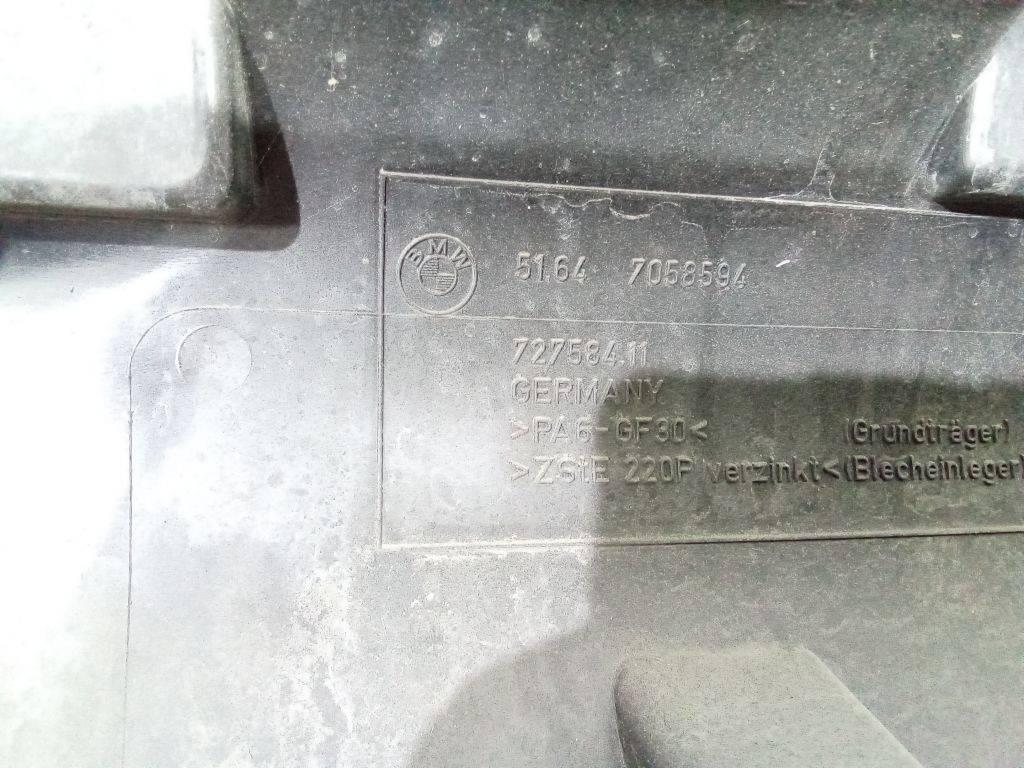 BMW 51.64 7058594
727584.11
GERMANY
>PA6-GF30< (Grundträger)
>ZStE 220P verzinkt<(Blecheinleger)